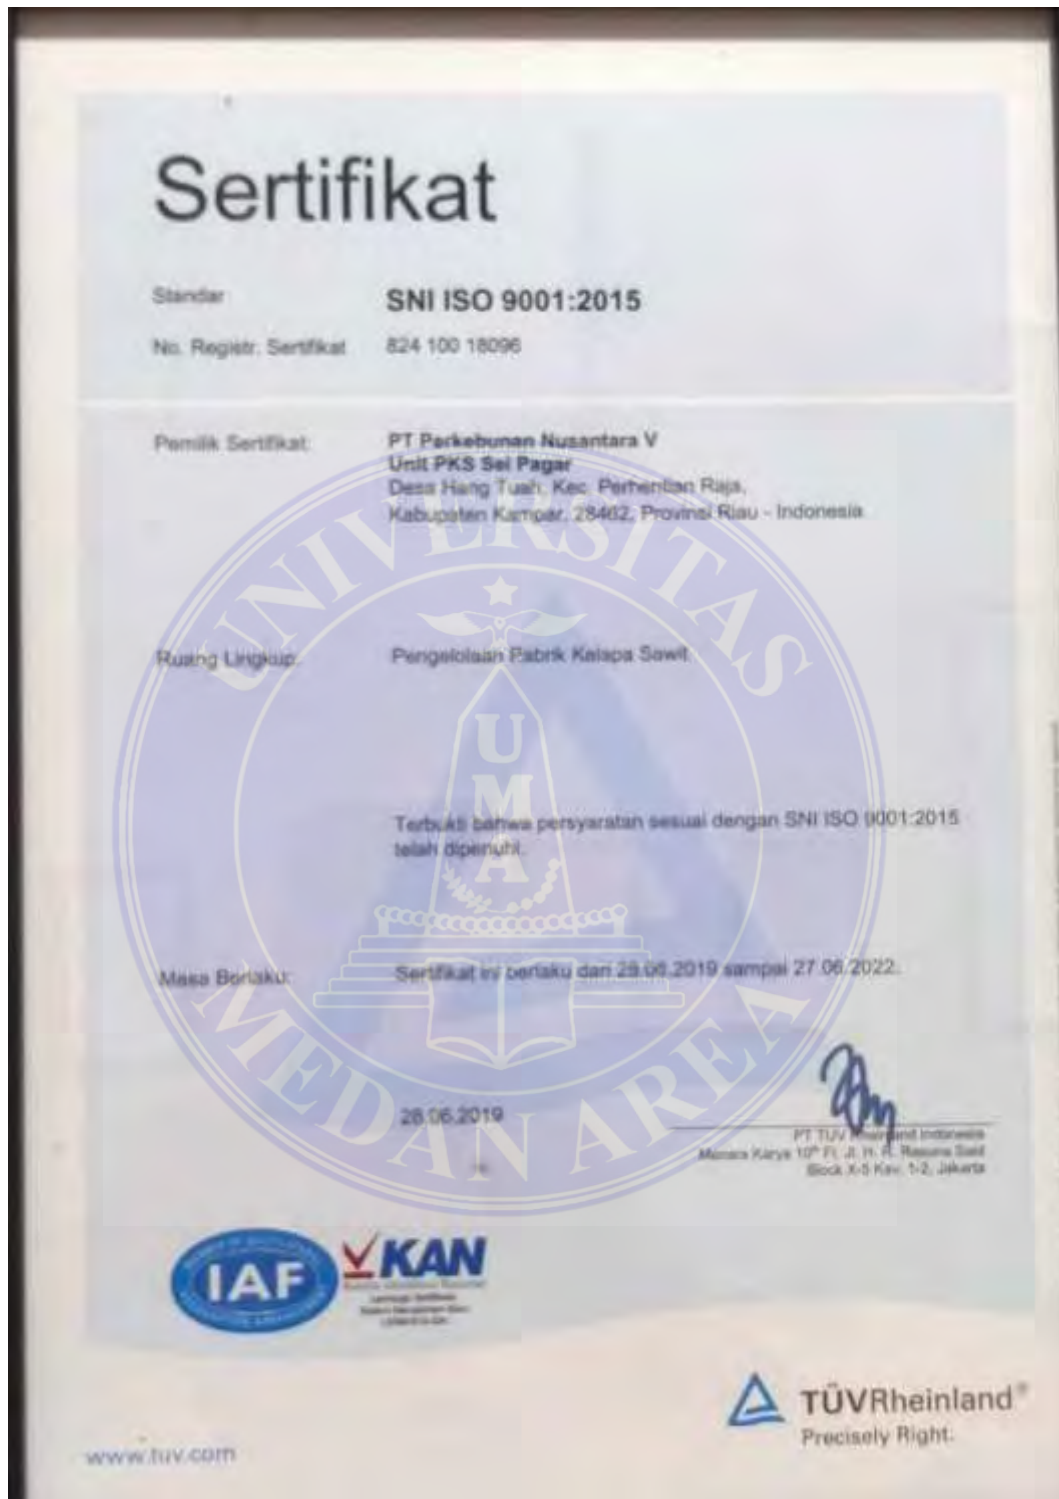 Sertifikat
Standar SNI ISO 9001:2015
No. Registr. Sertifikat 824 100 18096
Pemilik Sertifikat: PT Perkebunan Nusantara V
Unit PKS Sei Pagar
Desa Hang Tuah, Kec. Perhentian Raja,
Kabupaten Kampar, 28462, Provinsi Riau - Indonesia
Ruang Lingkup: Pengelolaan Pabrik Kelapa Sawit
Terbukti bahwa persyaratan sesuai dengan SNI ISO 9001:2015
telah dipenuhi.
Masa Berlaku: Sertifikat ini berlaku dari 28.06.2019 sampai 27.06.2022.
28.06.2019
PT TÜV Rheinland Indonesia
Menara Karya 10th Fl. Jl. H. R. Rasuna Said
Block X-5 Kav. 1-2, Jakarta
UNIVERSITAS
UMA
MEDAN AREA
IAF
KAN
Komite Akreditasi Nasional
TÜVRheinland®
Precisely Right.
www.tuv.com